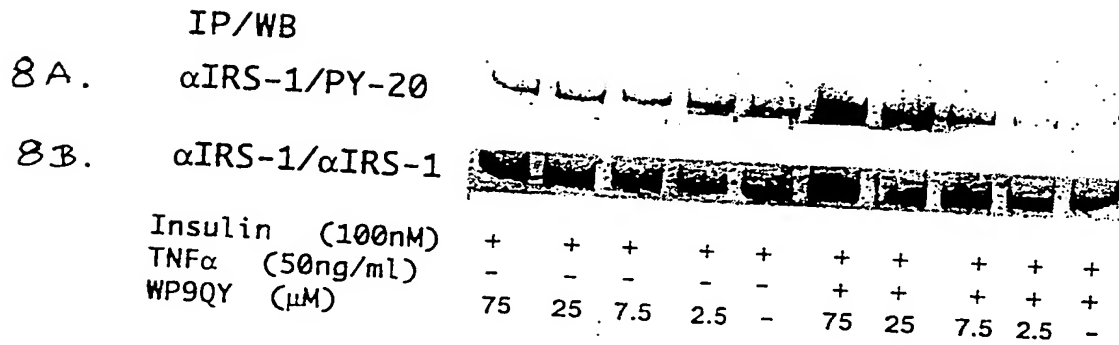 IP/WB
8A. αIRS-1/PY-20
8B. αIRS-1/αIRS-1
Insulin (100nM) + + + + + + + + + +
TNFα (50ng/ml) - - - - - + + + + +
WP9QY (μM) 75 25 7.5 2.5 - 75 25 7.5 2.5 -